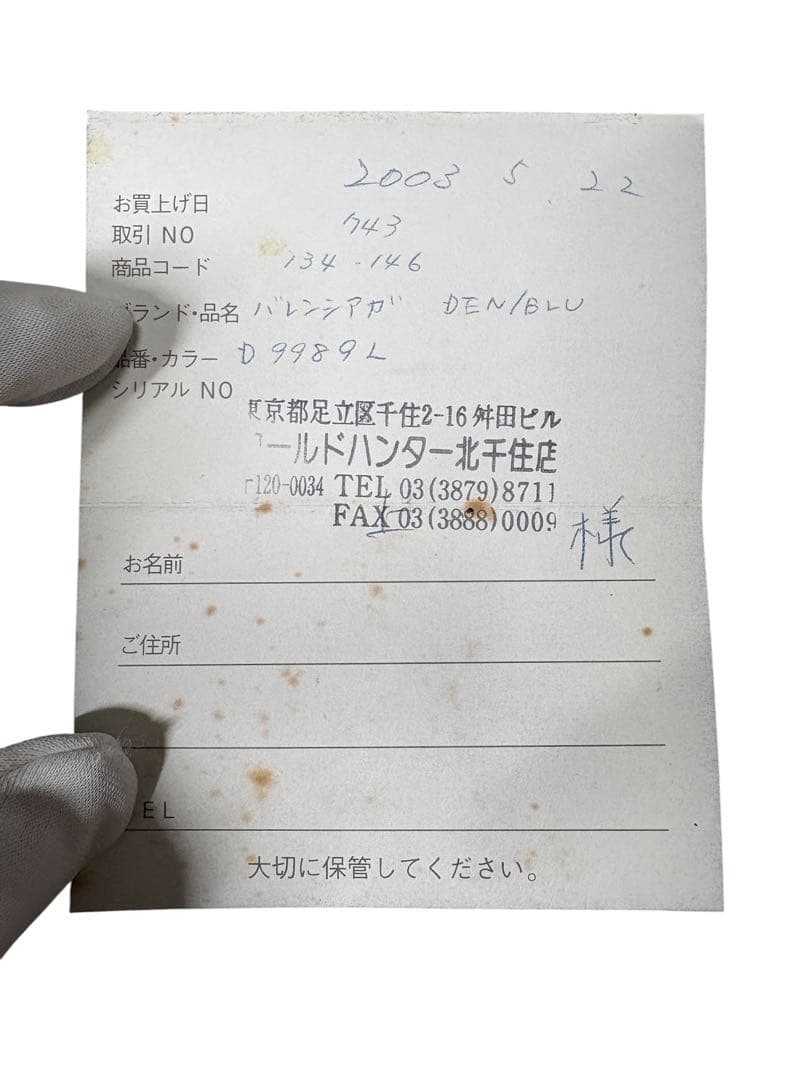 お買上げ日 2003 5. 22
取引 NO 743
商品コード 134-146
ブランド・品名 バレンシアガ DEN/BLU
品番・カラー D9989L
シリアル NO
東京都足立区千住2-16 舛田ビル
ールドハンター北千住店
120-0034 TEL 03(3879)8711
FAX 03(3888)0009
様
お名前
ご住所
TEL
大切に保管してください。